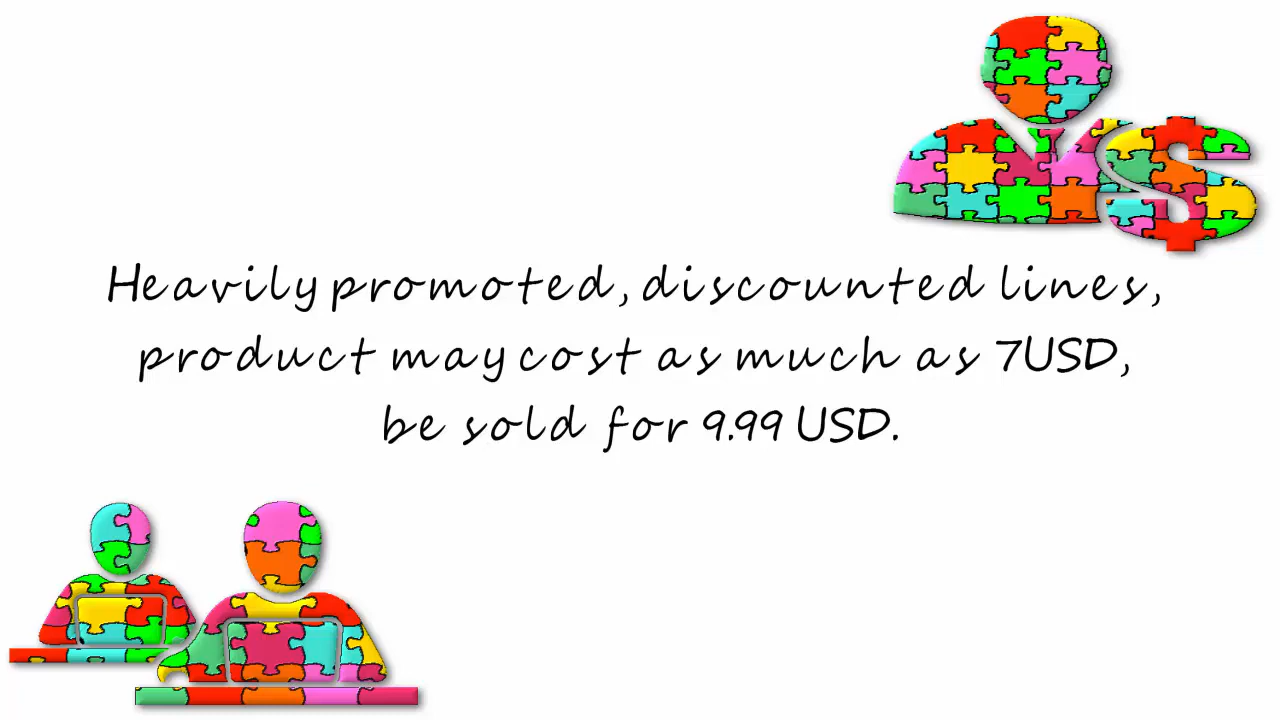 Heavily promoted, discounted lines,
product may cost as much as 7USD,
be sold for 9.99 USD.